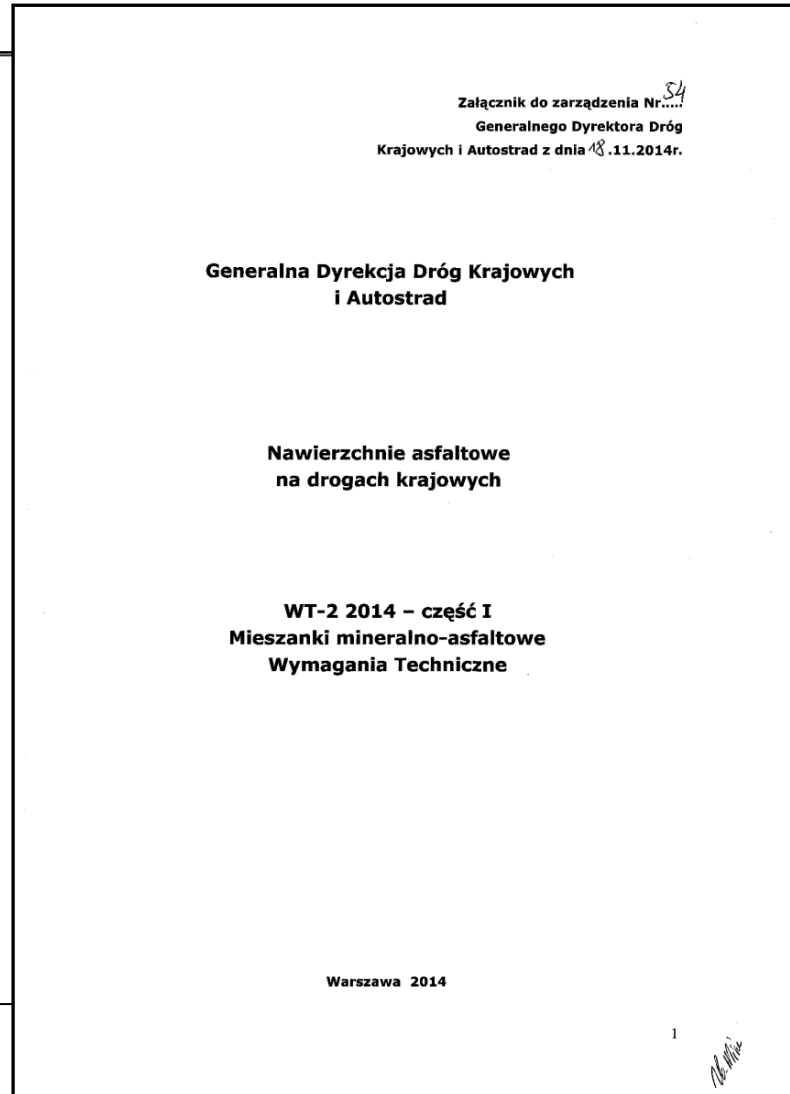 Załącznik do zarządzenia Nr.54....
Generalnego Dyrektora Dróg
Krajowych i Autostrad z dnia 18.11.2014r.
Generalna Dyrekcja Dróg Krajowych
i Autostrad
Nawierzchnie asfaltowe
na drogach krajowych
WT-2 2014 – część I
Mieszanki mineralno-asfaltowe
Wymagania Techniczne
Warszawa 2014
1